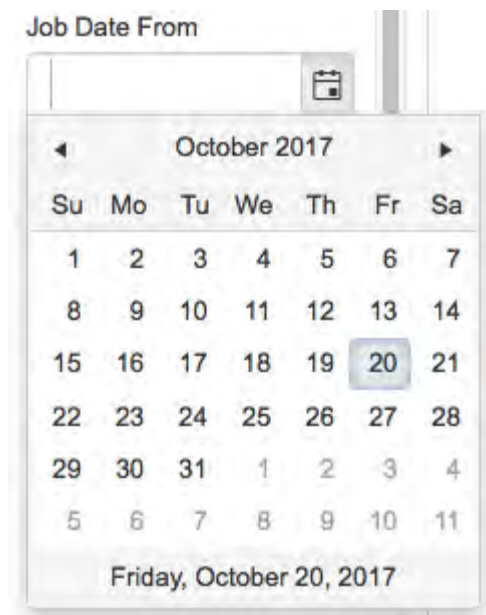 Job Date From
October 2017
Su Mo Tu We Th Fr Sa
1 2 3 4 5 6 7
8 9 10 11 12 13 14
15 16 17 18 19 20 21
22 23 24 25 26 27 28
29 30 31 1 2 3 4
5 6 7 8 9 10 11
Friday, October 20, 2017